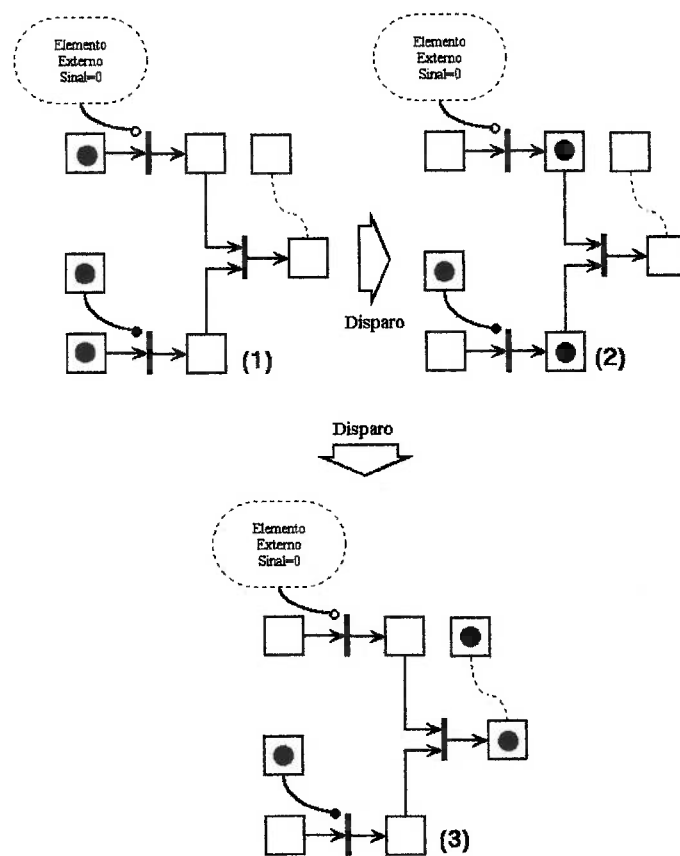 Elemento
Externo
Sinal=0
Elemento
Externo
Sinal=0
Disparo
(1)
(2)
Disparo
Elemento
Externo
Sinal=0
(3)